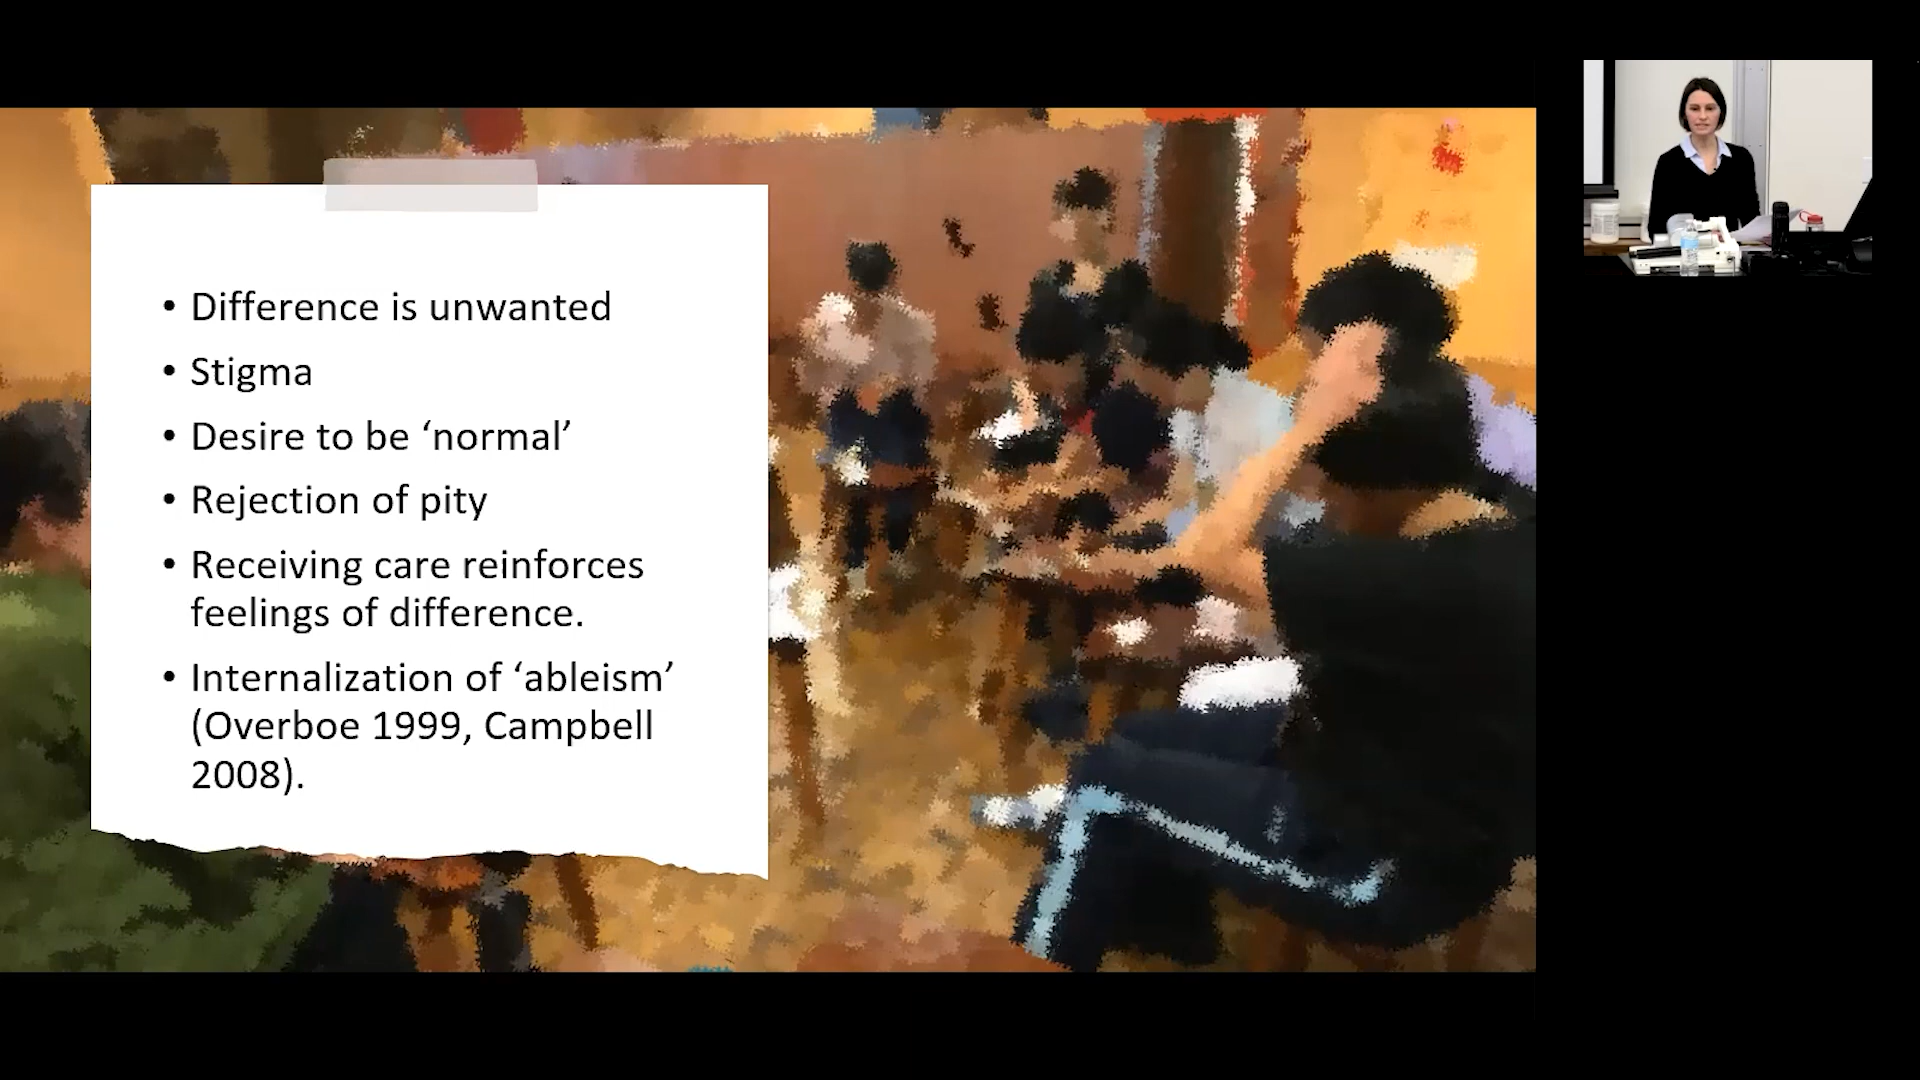 • Difference is unwanted
• Stigma
• Desire to be ‘normal’
• Rejection of pity
• Receiving care reinforces
feelings of difference.
• Internalization of ‘ableism’
(Overboe 1999, Campbell
2008).